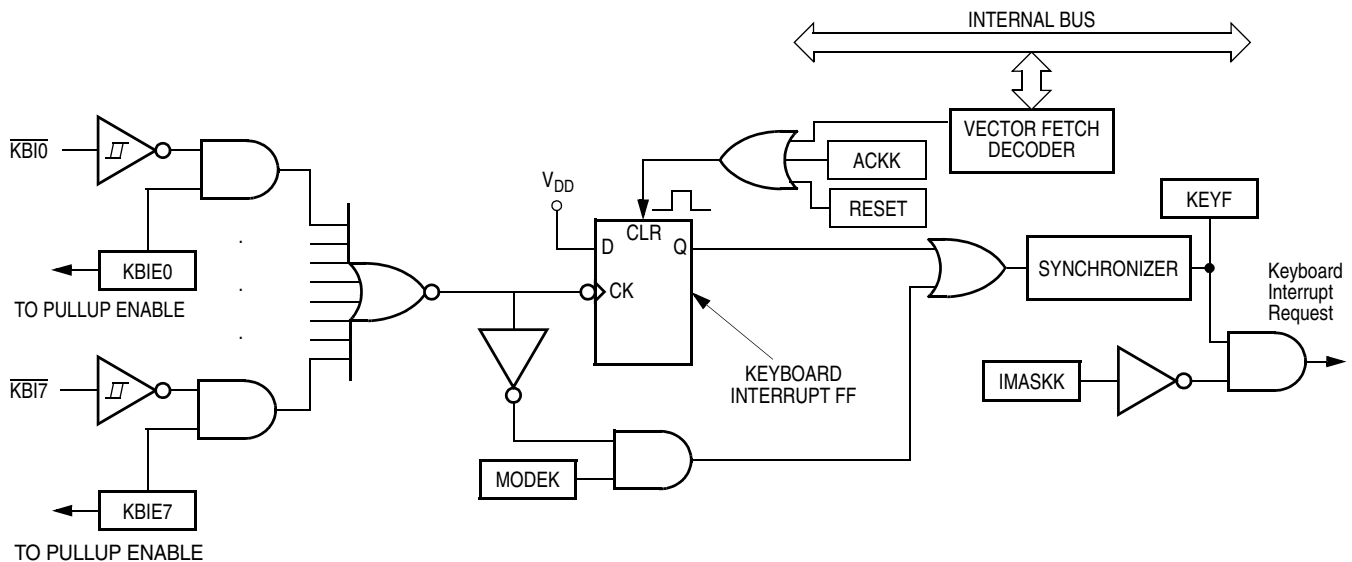 INTERNAL BUS
VECTOR FETCH
DECODER
ACKK
RESET
KBI0
KBIE0
TO PULLUP ENABLE
KBI7
KBIE7
TO PULLUP ENABLE
VDD
D
CLR
Q
CK
KEYBOARD
INTERRUPT FF
MODEK
SYNCHRONIZER
KEYF
IMASKK
Keyboard
Interrupt
Request